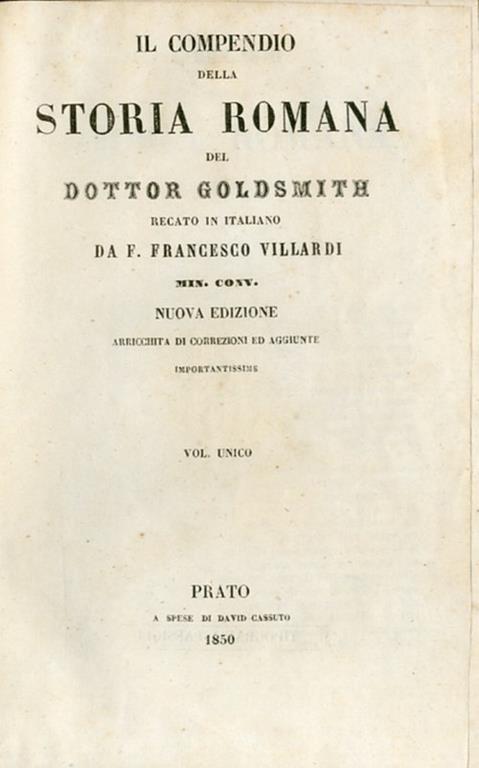 IL COMPENDIO
DELLA
STORIA ROMANA
DEL
DOTTOR GOLDSMITH
RECATO IN ITALIANO
DA F. FRANCESCO VILLARDI
MIN. CONV.
NUOVA EDIZIONE
ARRICCHITA DI CORREZIONI ED AGGIUNTE
IMPORTANTISSIME
VOL. UNICO
PRATO
A SPESE DI DAVID CASSUTO
1850